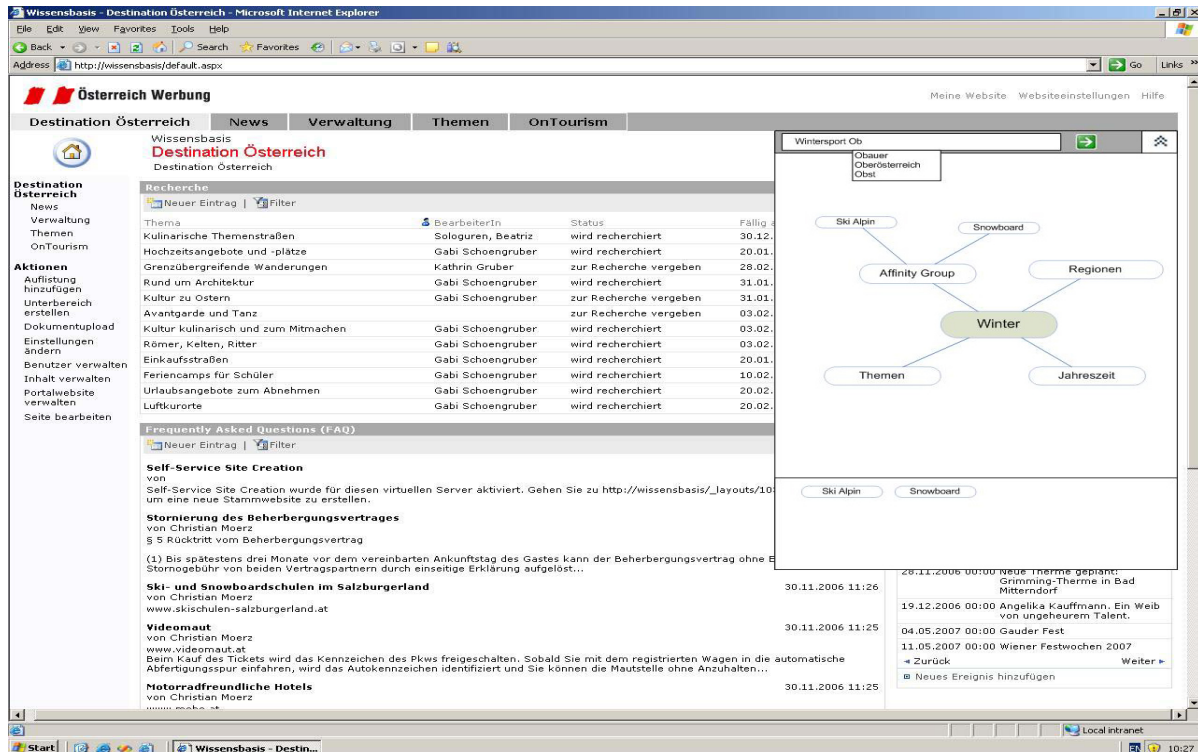 Wissensbasis - Destination Österreich - Microsoft Internet Explorer
File Edit View Favorites Tools Help
Back Search Favorites
Address http://wissensbasis/default.aspx Go Links »
Österreich Werbung
Meine Website Websiteeinstellungen Hilfe
Destination Österreich News Verwaltung Themen OnTourism
Wissensbasis
Destination Österreich
Destination Österreich
Destination Österreich
News
Verwaltung
Themen
OnTourism
Aktionen
Auflistung hinzufügen
Unterbereich erstellen
Dokumentupload
Einstellungen ändern
Benutzer verwalten
Inhalt verwalten
Portalwebsite verwalten
Seite bearbeiten
Recherche
Neuer Eintrag | Filter
Thema BearbeiterIn Status Fällig
Kulinarische Themenstraßen Sologuren, Beatriz wird recherchiert 30.12.
Hochzeitsangebote und -plätze Gabi Schoengruber wird recherchiert 20.01.
Grenzübergreifende Wanderungen Kathrin Gruber zur Recherche vergeben 28.02.
Rund um Architektur Gabi Schoengruber wird recherchiert 31.01.
Kultur zu Ostern Gabi Schoengruber zur Recherche vergeben 31.01.
Avantgarde und Tanz zur Recherche vergeben 03.02.
Kultur kulinarisch und zum Mitmachen Gabi Schoengruber wird recherchiert 03.02.
Römer, Kelten, Ritter Gabi Schoengruber wird recherchiert 03.02.
Einkaufsstraßen Gabi Schoengruber wird recherchiert 20.01.
Feriencamps für Schüler Gabi Schoengruber wird recherchiert 10.02.
Urlaubsangebote zum Abnehmen Gabi Schoengruber wird recherchiert 20.02.
Luftkurorte Gabi Schoengruber wird recherchiert 20.02.
Frequently Asked Questions (FAQ)
Neuer Eintrag | Filter
Self-Service Site Creation
von
Self-Service Site Creation wurde für diesen virtuellen Server aktiviert. Gehen Sie zu http://wissensbasis/_layouts/10
um eine neue Stammwebsite zu erstellen.
Stornierung des Beherbergungsvertrages
von Christian Moerz
§ 5 Rücktritt vom Beherbergungsvertrag
(1) Bis spätestens drei Monate vor dem vereinbarten Ankunftstag des Gastes kann der Beherbergungsvertrag ohne E
Stornogebühr von beiden Vertragspartnern durch einseitige Erklärung aufgelöst...
Ski- und Snowboardschulen im Salzburgerland 30.11.2006 11:26
von Christian Moerz
www.skischulen-salzburgerland.at
Videomaut 30.11.2006 11:25
von Christian Moerz
www.videomaut.at
Beim Kauf des Tickets wird das Kennzeichen des Pkws freigeschalten. Sobald Sie mit dem registrierten Wagen in die automatische
Abfertigungsspur einfahren, wird das Autokennzeichen identifiziert und Sie können die Mautstelle ohne Anzuhalten...
Motorradfreundliche Hotels 30.11.2006 11:25
von Christian Moerz
Wintersport Ob
Obauer
Oberösterreich
Obst
Ski Alpin
Snowboard
Affinity Group
Regionen
Winter
Themen
Jahreszeit
Ski Alpin Snowboard
28.11.2006 00:00 Neue Therme geplant:
Grimming-Therme in Bad
Mitterndorf
19.12.2006 00:00 Angelika Kauffmann. Ein Weib
von ungeheurem Talent.
04.05.2007 00:00 Gauder Fest
11.05.2007 00:00 Wiener Festwochen 2007
Zurück Weiter
Neues Ereignis hinzufügen
Local intranet
Start Wissensbasis - Destin... EN 10:27